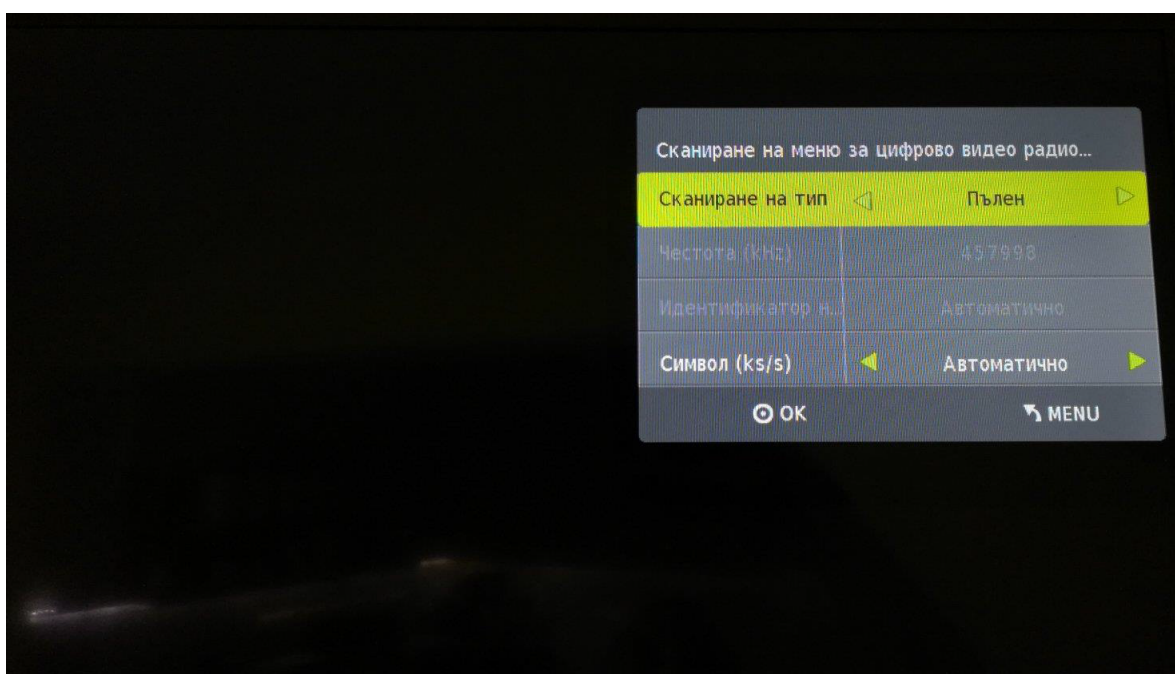 Сканиране на меню за цифрово видео радио...
Сканиране на тип Пълен
Честота (kHz) 457998
Идентификатор н... Автоматично
Символ (ks/s) Автоматично
OK MENU